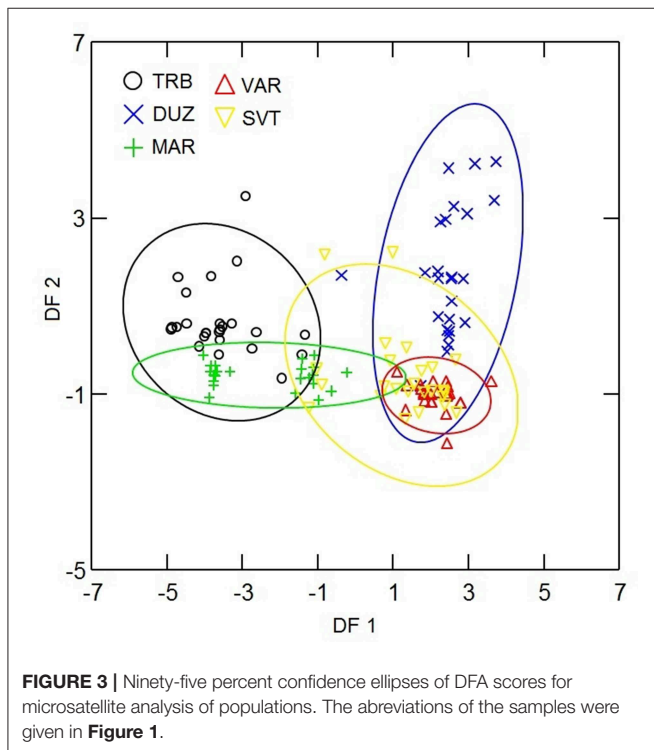 7
TRB
VAR
DUZ
SVT
MAR
3
DF 2
-1
-5
-7
-5
-3
-1
1
3
5
7
DF 1
FIGURE 3 | Ninety-five percent confidence ellipses of DFA scores for
microsatellite analysis of populations. The abreviations of the samples were
given in Figure 1.